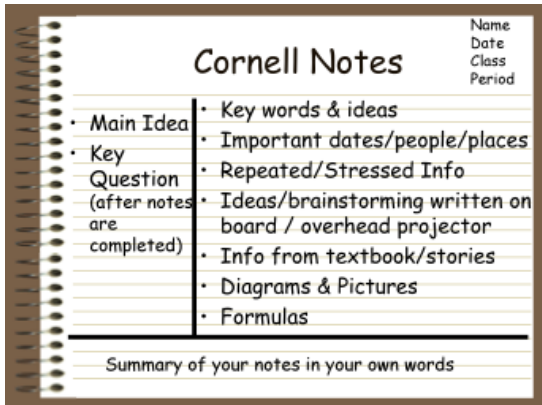 Name
Date
Class
Period
Cornell Notes
• Main Idea
• Key
Question
(after notes
are
completed)
• Key words & ideas
• Important dates/people/places
• Repeated/Stressed Info
• Ideas/brainstorming written on
board / overhead projector
• Info from textbook/stories
• Diagrams & Pictures
• Formulas
Summary of your notes in your own words